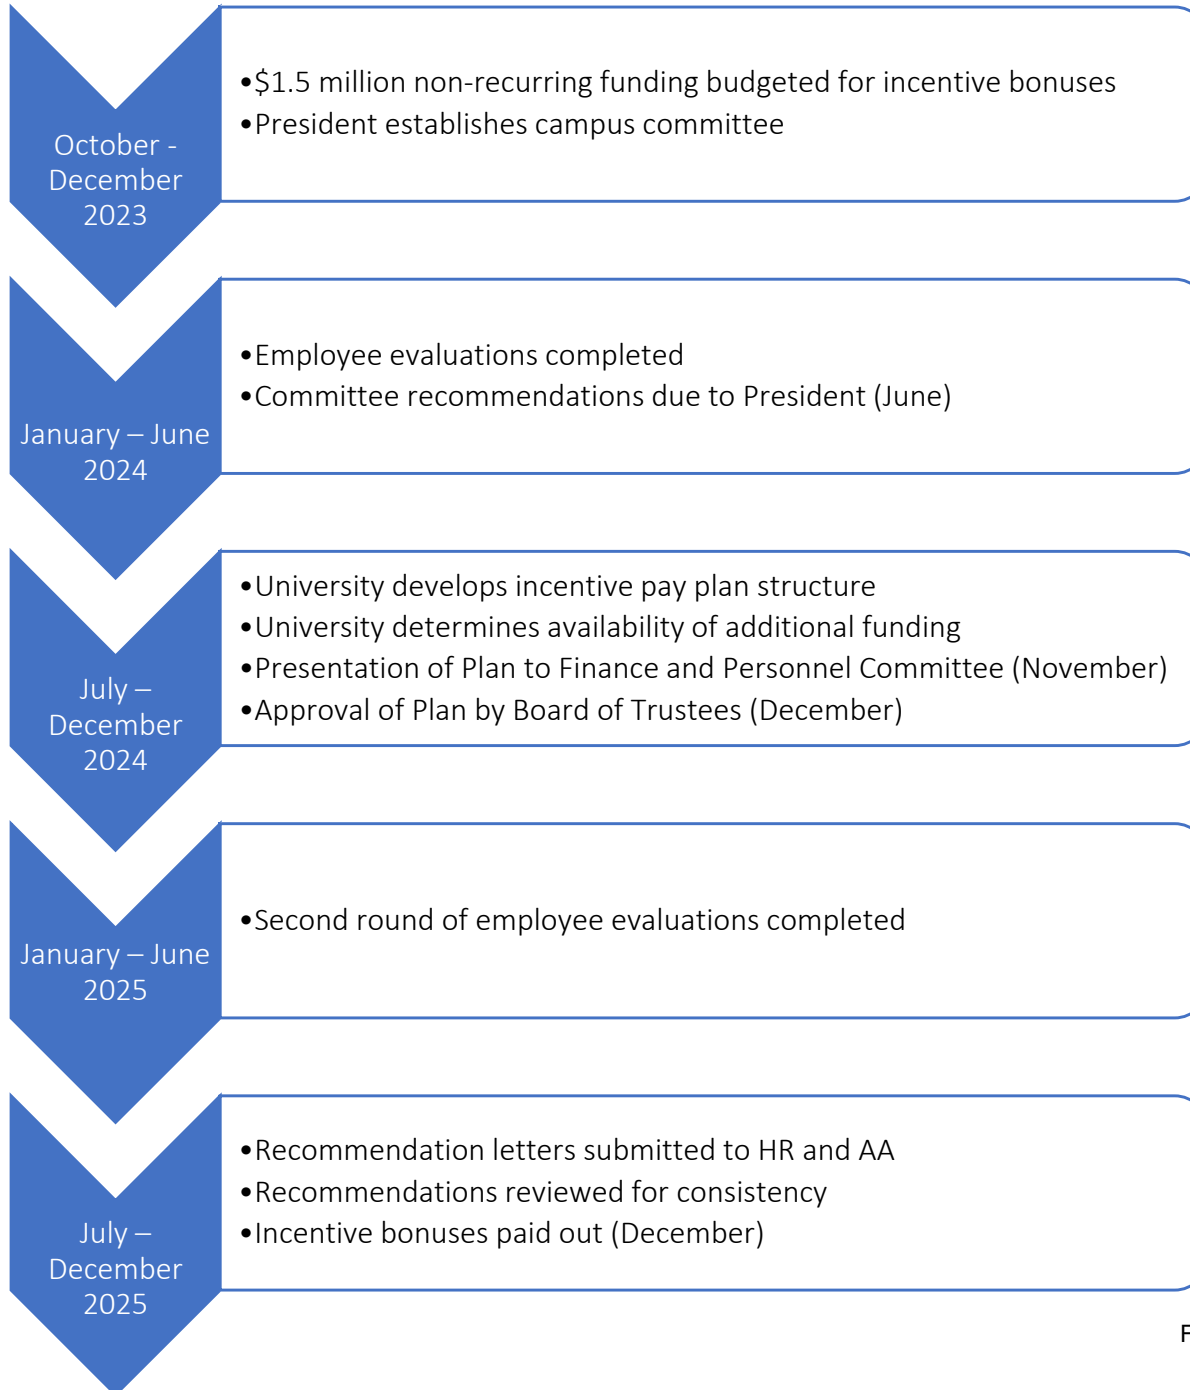 October -
December
2023
•$1.5 million non-recurring funding budgeted for incentive bonuses
•President establishes campus committee
January – June
2024
•Employee evaluations completed
•Committee recommendations due to President (June)
July –
December
2024
•University develops incentive pay plan structure
•University determines availability of additional funding
•Presentation of Plan to Finance and Personnel Committee (November)
•Approval of Plan by Board of Trustees (December)
January – June
2025
•Second round of employee evaluations completed
July –
December
2025
•Recommendation letters submitted to HR and AA
•Recommendations reviewed for consistency
•Incentive bonuses paid out (December)
F